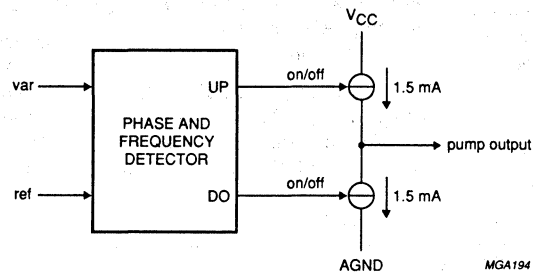 VCC
on/off
var
UP
1.5 mA
PHASE AND
FREQUENCY
DETECTOR
pump output
on/off
ref
DO
1.5 mA
AGND
MGA194